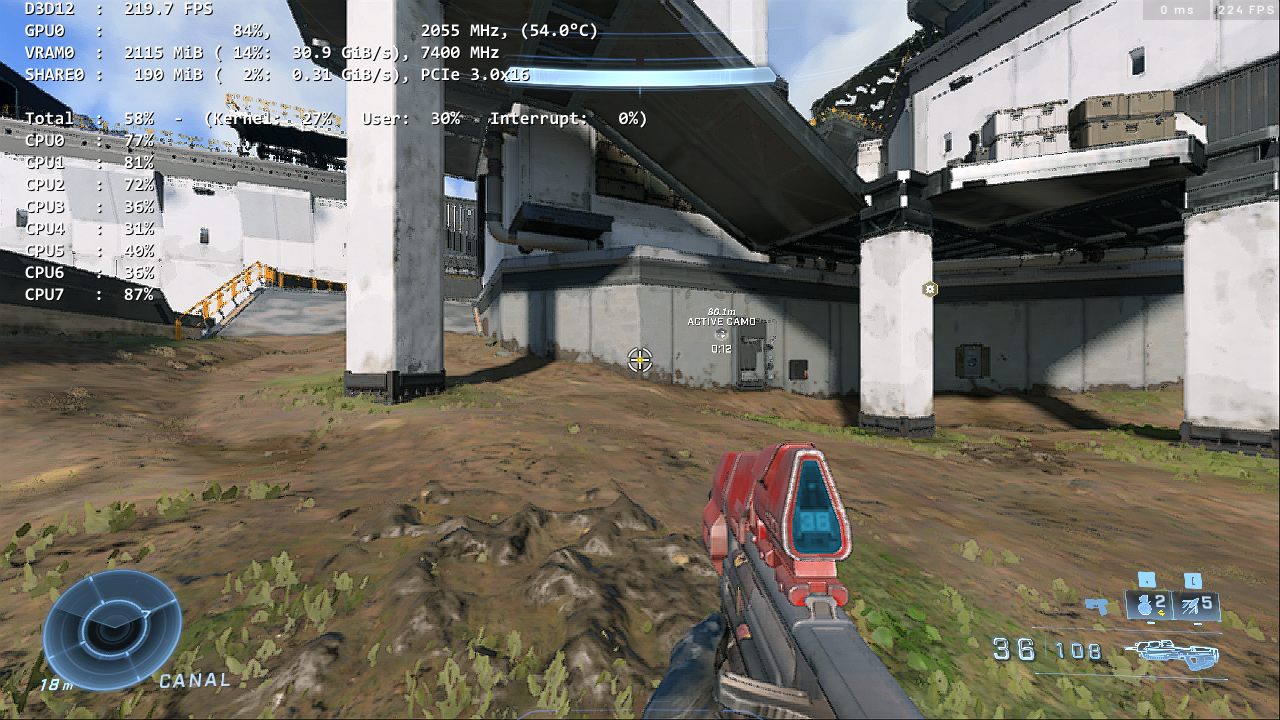 D3D12 : 219.7 FPS
0 ms 224 FPS
GPU0 : 84%, 2055 MHz, (54.0°C)
VRAM0 : 2115 MiB ( 14%: 30.9 GiB/s), 7400 MHz
SHARE0 : 190 MiB ( 2%: 0.31 GiB/s), PCIe 3.0x16
Total : 58% - (Kernel: 27% User: 30% Interrupt: 0%)
CPU0 : 77%
CPU1 : 81%
CPU2 : 72%
CPU3 : 36%
CPU4 : 31%
CPU5 : 40%
CPU6 : 36%
CPU7 : 87%
80.1m
ACTIVE CAMO
0:12
36
2 5
36 108
18m CANAL